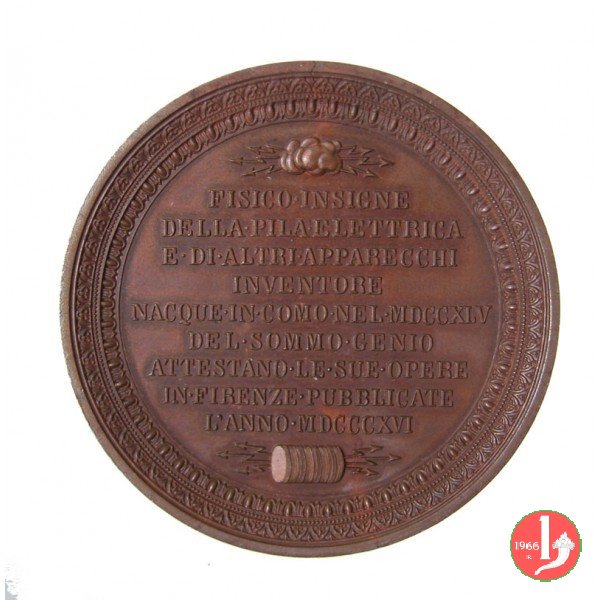 FISICO·INSIGNE
DELLA·PILA·ELETTRICA
E·DI·ALTRI·APPARECCHI
INVENTORE
NACQUE·IN·COMO·NEL·MDCCXLV
DEL·SOMMO·GENIO
ATTESTANO·LE·SUE·OPERE
IN·FIRENZE·PUBBLICATE
L'ANNO·MDCCCXVI
1966